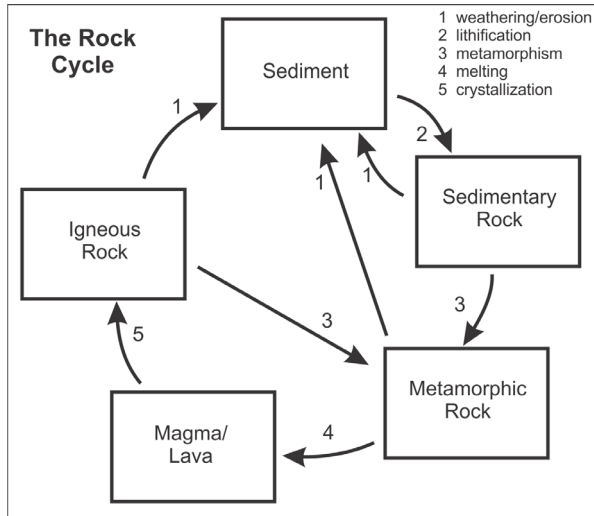 The Rock
Cycle
1 weathering/erosion
2 lithification
3 metamorphism
4 melting
5 crystallization
Sediment
1
2
1
1
Sedimentary
Rock
Igneous
Rock
3
3
5
Metamorphic
Rock
4
Magma/
Lava